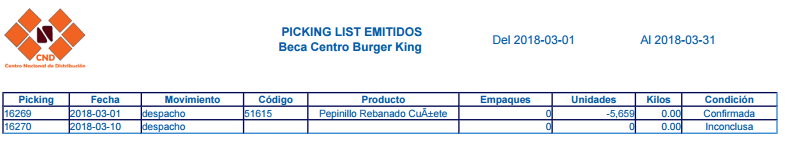 CND
Centro Nacional de Distribución
PICKING LIST EMITIDOS
Beca Centro Burger King
Del 2018-03-01
Al 2018-03-31
Picking Fecha Movimiento Código Producto Empaques Unidades Kilos Condición
16269 2018-03-01 despacho 51615 Pepinillo Rebanado CuÃ±ete 0 -5,659 0.00 Confirmada
16270 2018-03-10 despacho 0 0 0.00 Inconclusa